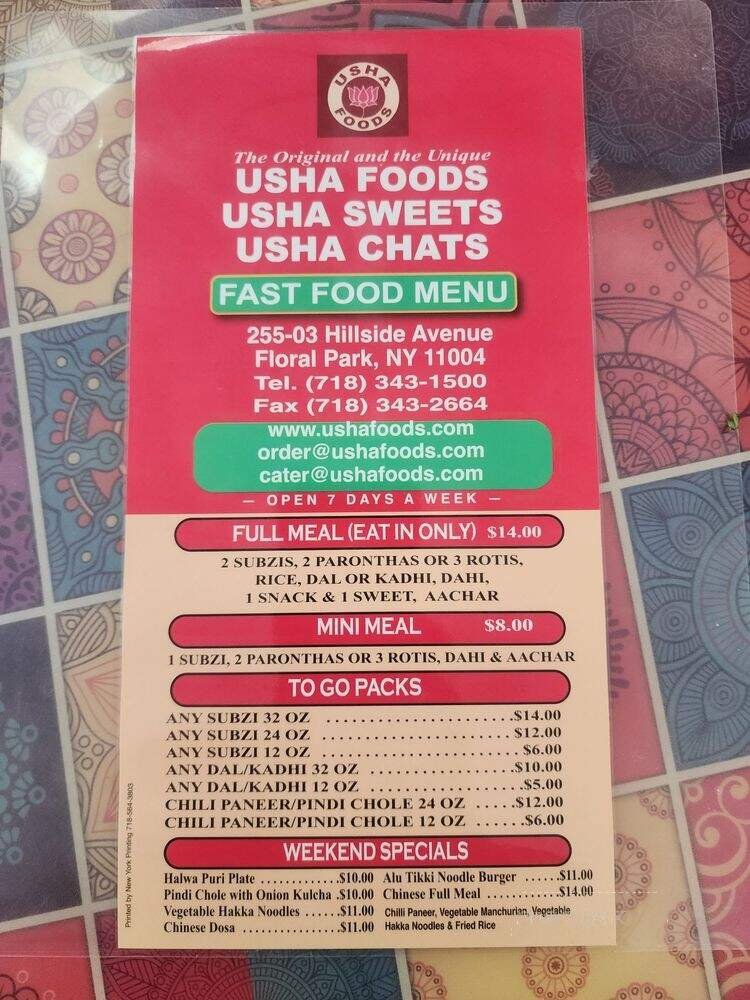 USHA
FOODS
The Original and the Unique
USHA FOODS
USHA SWEETS
USHA CHATS
FAST FOOD MENU
255-03 Hillside Avenue
Floral Park, NY 11004
Tel. (718) 343-1500
Fax (718) 343-2664
www.ushafoods.com
order@ushafoods.com
cater@ushafoods.com
– OPEN 7 DAYS A WEEK –
FULL MEAL (EAT IN ONLY) $14.00
2 SUBZIS, 2 PARONTHAS OR 3 ROTIS,
RICE, DAL OR KADHI, DAHI,
1 SNACK & 1 SWEET, AACHAR
MINI MEAL $8.00
1 SUBZI, 2 PARONTHAS OR 3 ROTIS, DAHI & AACHAR
TO GO PACKS
ANY SUBZI 32 OZ ......................$14.00
ANY SUBZI 24 OZ ......................$12.00
ANY SUBZI 12 OZ ...................... $6.00
ANY DAL/KADHI 32 OZ ................$10.00
ANY DAL/KADHI 12 OZ .................$5.00
CHILI PANEER/PINDI CHOLE 24 OZ .....$12.00
CHILI PANEER/PINDI CHOLE 12 OZ ......$6.00
WEEKEND SPECIALS
Halwa Puri Plate .............$10.00
Pindi Chole with Onion Kulcha .$10.00
Vegetable Hakka Noodles ......$11.00
Chinese Dosa ................$11.00
Alu Tikki Noodle Burger ......$11.00
Chinese Full Meal ............$14.00
Chilli Paneer, Vegetable Manchurian, Vegetable
Hakka Noodles & Fried Rice
Printed by New York Printing 718-564-3803